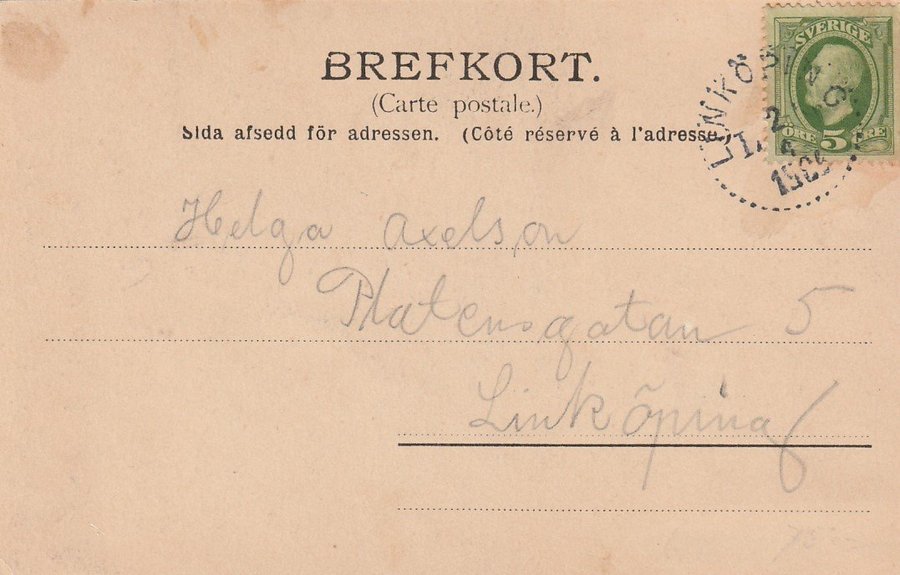 BREFKORT.
(Carte postale.)
Sida afsedd för adressen. (Côté réservé à l'adresse
SVERIGE
ÖRE 5 ÖRE
LINKÖPING
Helga Axelson
Platensgatan 5
Linköping